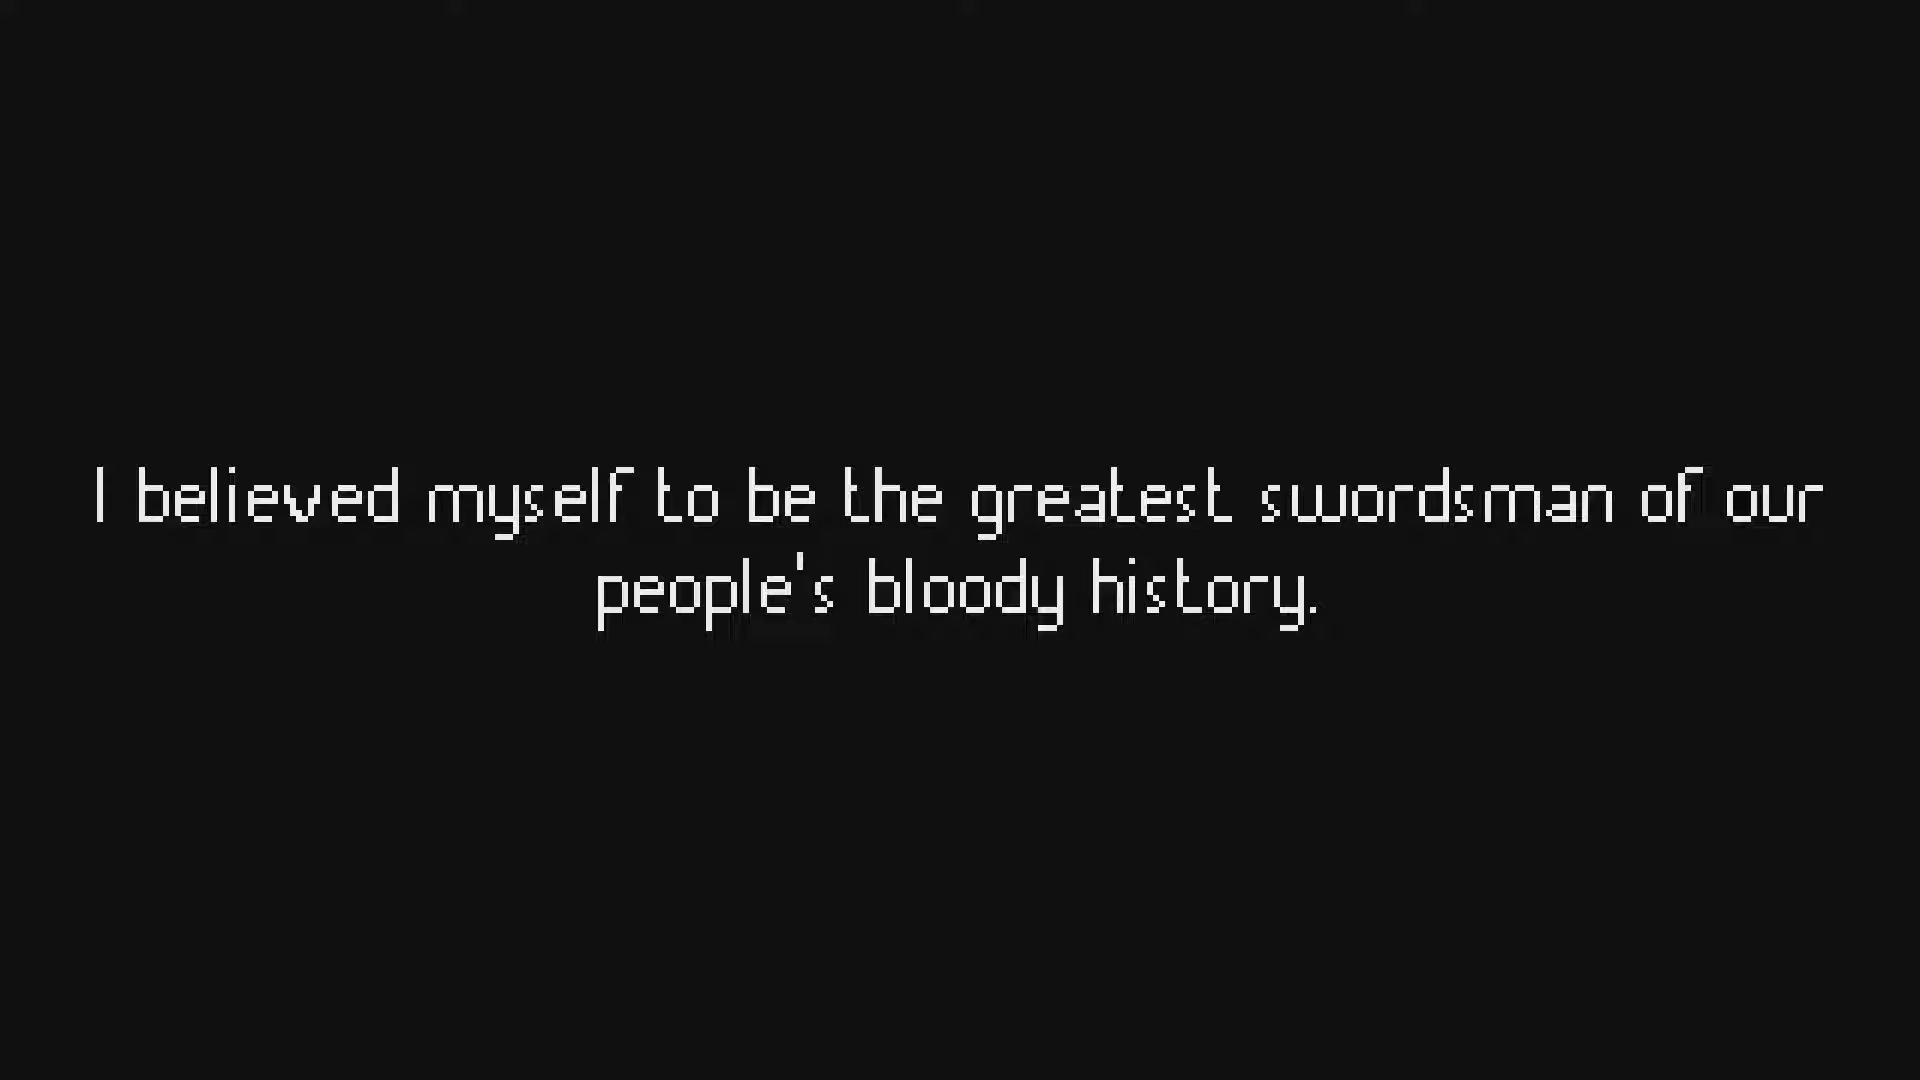 I believed myself to be the greatest swordsman of our
people's bloody history.